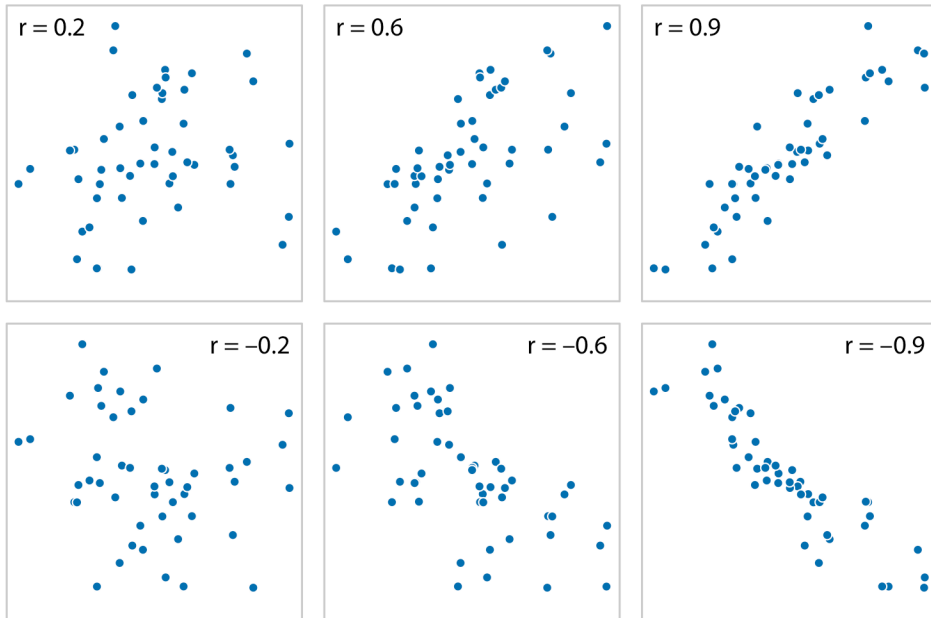 r = 0.2
r = 0.6
r = 0.9
r = –0.2
r = –0.6
r = –0.9